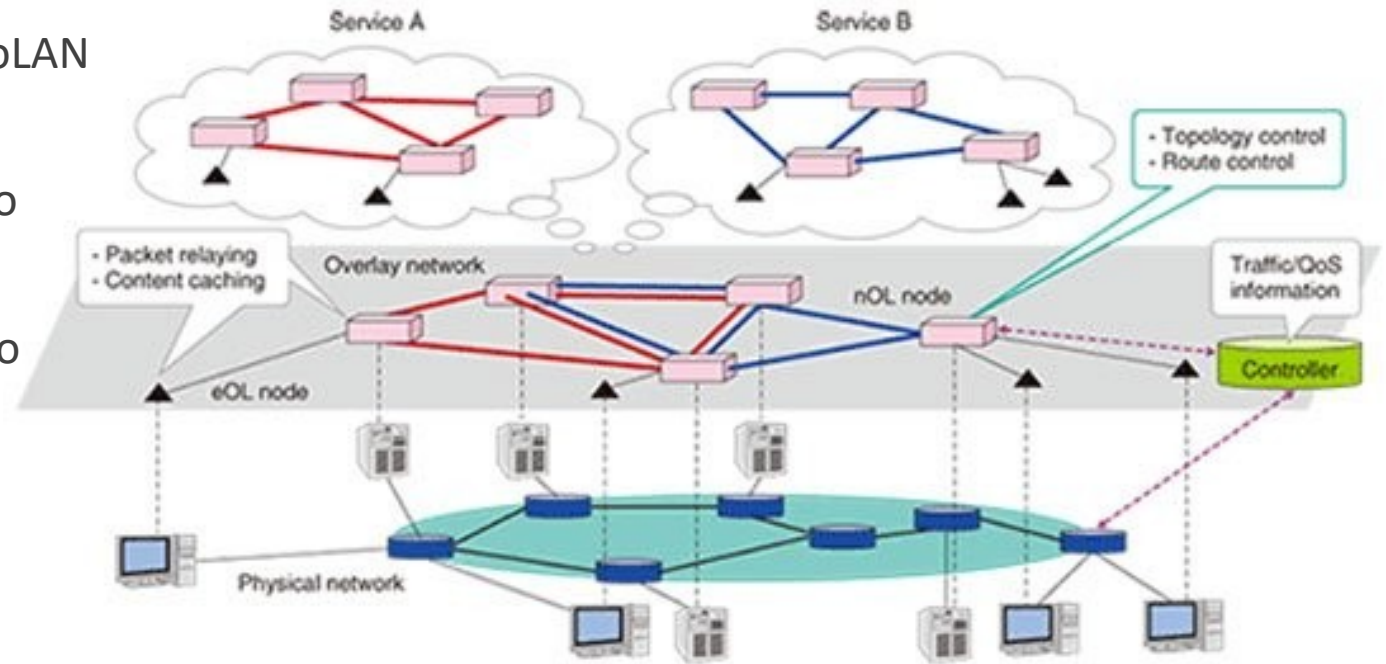 Service A
Service B
oLAN
- Topology control
- Route control
o
- Packet relaying
- Content caching
Overlay network
nOL node
Traffic/QoS
information
o
Controller
eOL node
Physical network